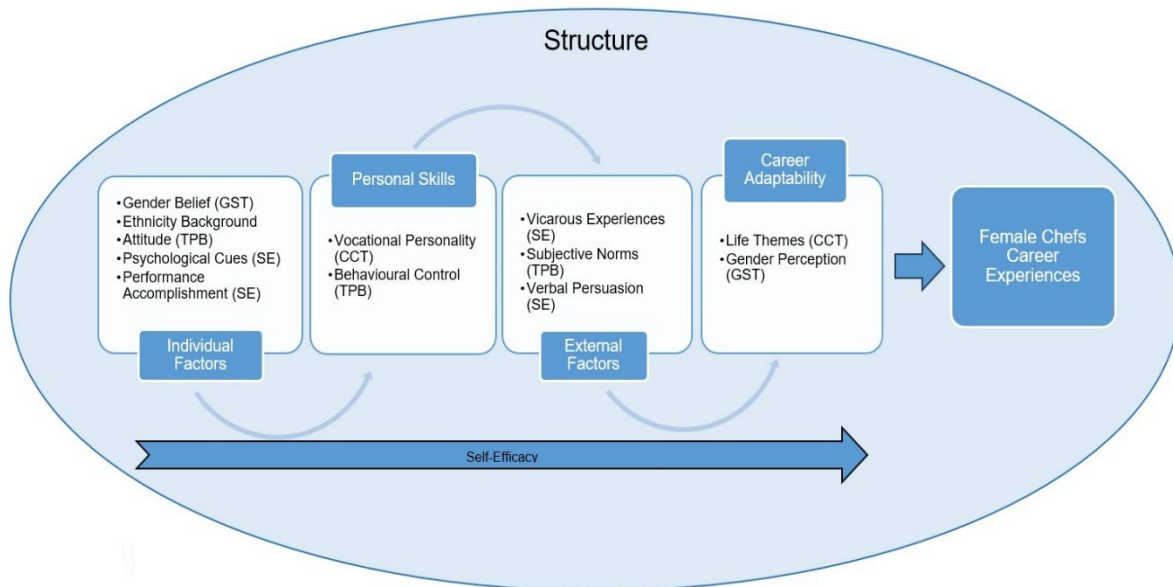 Structure
•Gender Belief (GST)
•Ethnicity Background
•Attitude (TPB)
•Psychological Cues (SE)
•Performance
Accomplishment (SE)
Individual
Factors
Personal Skills
•Vocational Personality
(CCT)
•Behavioural Control
(TPB)
•Vicarous Experiences
(SE)
•Subjective Norms
(TPB)
•Verbal Persuasion
(SE)
External
Factors
Career
Adaptability
•Life Themes (CCT)
•Gender Perception
(GST)
Female Chefs
Career
Experiences
Self-Efficacy